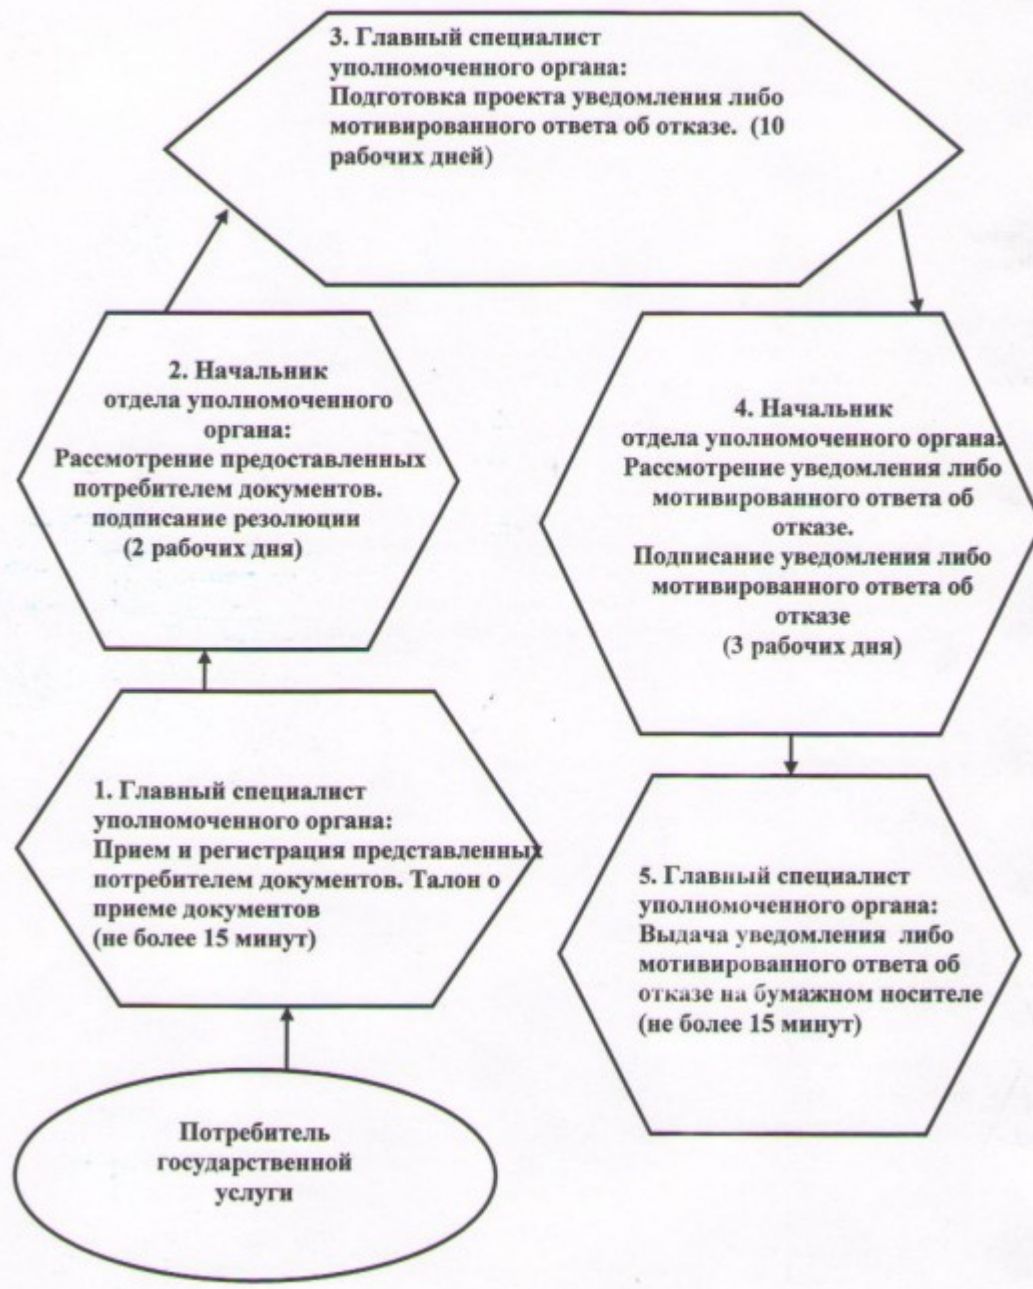 3. Главный специалист
уполномоченного органа:
Подготовка проекта уведомления либо
мотивированного ответа об отказе. (10
рабочих дней)
2. Начальник
отдела уполномоченного
органа:
Рассмотрение предоставленных
потребителем документов.
подписание резолюции
(2 рабочих дня)
4. Начальник
отдела уполномоченного органа:
Рассмотрение уведомления либо
мотивированного ответа об
отказе.
Подписание уведомления либо
мотивированного ответа об
отказе
(3 рабочих дня)
1. Главный специалист
уполномоченного органа:
Прием и регистрация представленных
потребителем документов. Талон о
приеме документов
(не более 15 минут)
5. Главный специалист
уполномоченного органа:
Выдача уведомления либо
мотивированного ответа об
отказе на бумажном носителе
(не более 15 минут)
Потребитель
государственной
услуги